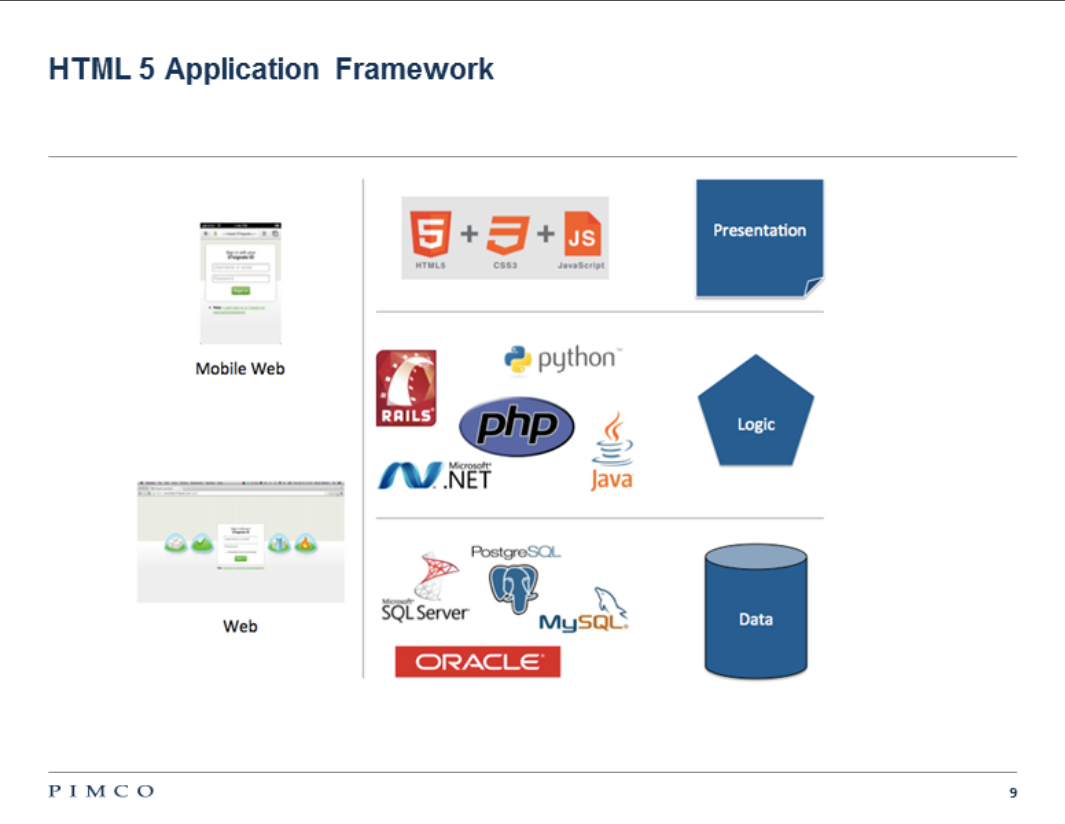 HTML 5 Application Framework
HTML5
CSS3
JS
JavaScript
Presentation
Mobile Web
RAILS
python™
php
Microsoft®
.NET
Java
Logic
Web
PostgreSQL
Microsoft®
SQL Server
MySQL®
ORACLE®
Data
PIMCO
9